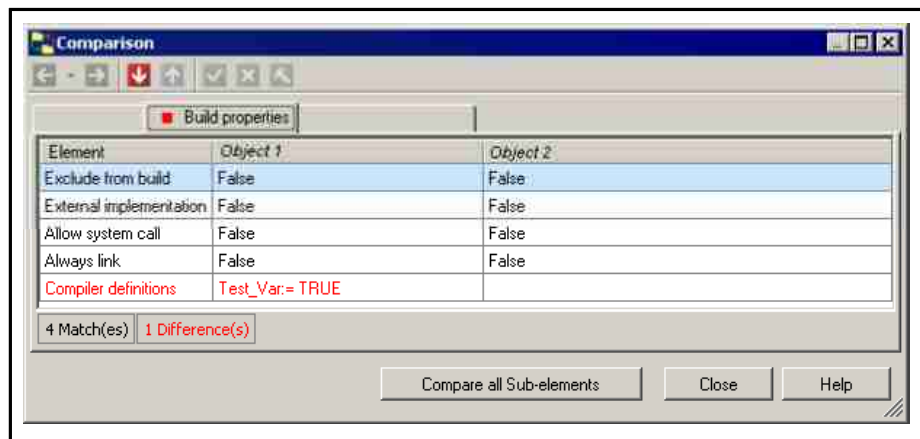 Comparison
Build properties
Element Object 1 Object 2
Exclude from build False False
External implementation False False
Allow system call False False
Always link False False
Compiler definitions Test_Var:= TRUE
4 Match(es) 1 Difference(s)
Compare all Sub-elements Close Help